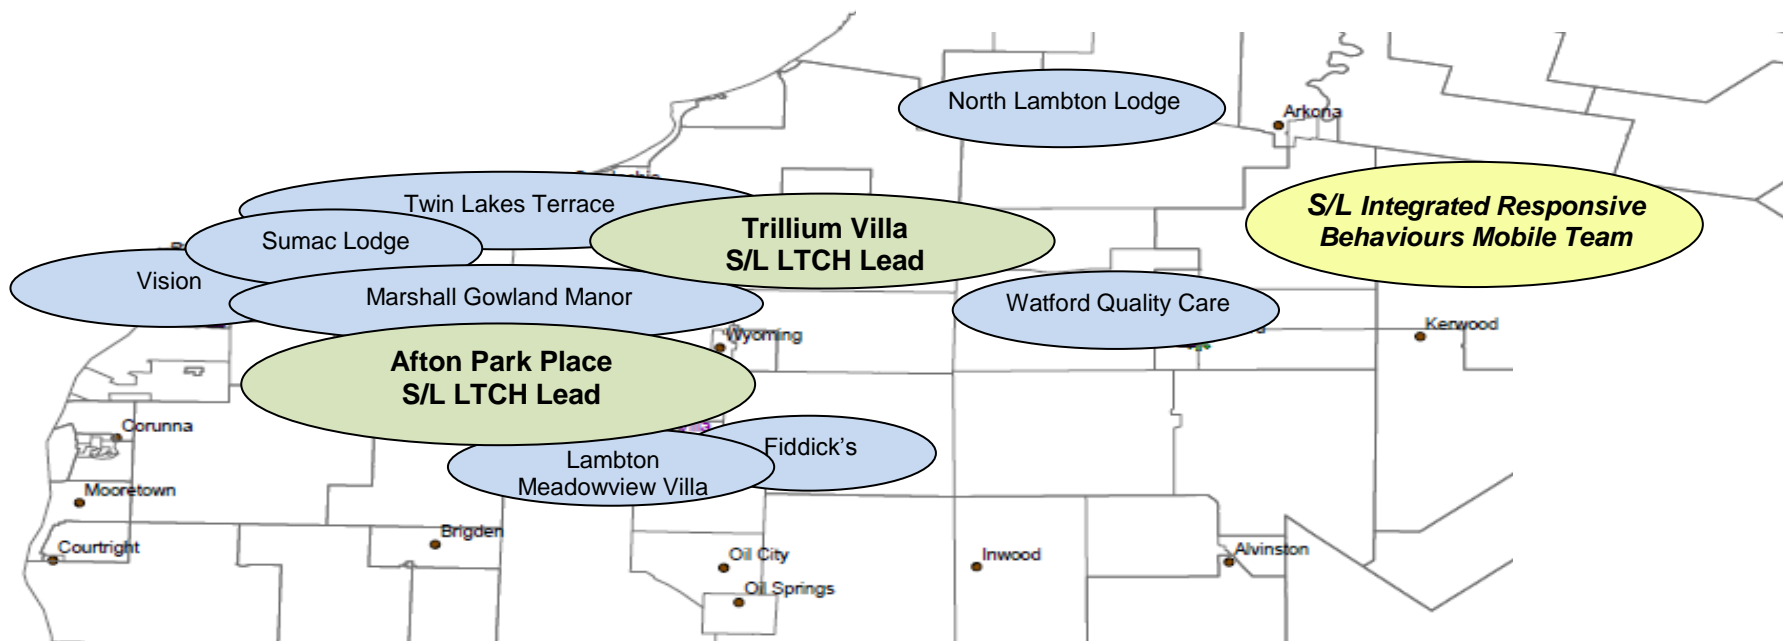 North Lambton Lodge
Arkona
Twin Lakes Terrace
Trillium Villa
S/L LTCH Lead
S/L Integrated Responsive
Behaviours Mobile Team
Sumac Lodge
Vision
Marshall Gowland Manor
Watford Quality Care
Wyoming
Kerwood
Afton Park Place
S/L LTCH Lead
Corunna
Fiddick’s
Lambton
Meadowview Villa
Mooretown
Brigden
Courtright
Oil City
Inwood
Alvinston
Oil Springs